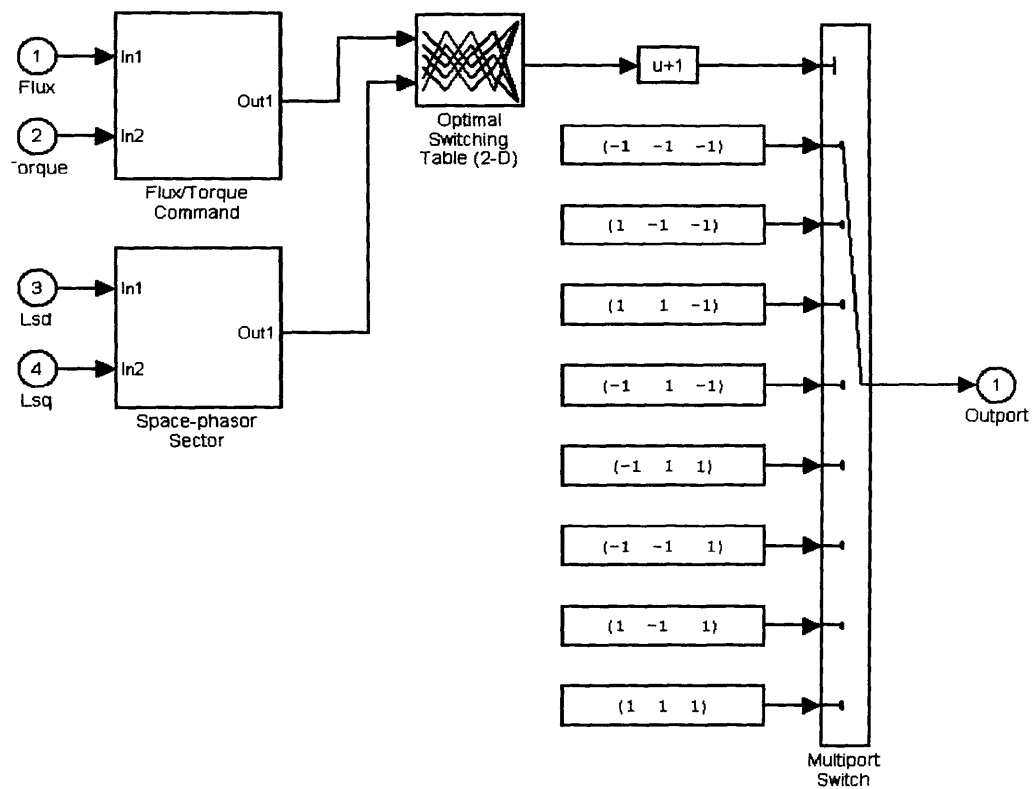 1
Flux
2
Torque
In1
In2
Out1
Flux/Torque
Command
3
Lsd
4
Lsq
In1
In2
Out1
Space-phasor
Sector
Optimal
Switching
Table (2-D)
u+1
(-1 -1 -1)
(1 -1 -1)
(1 1 -1)
(-1 1 -1)
(-1 1 1)
(-1 -1 1)
(1 -1 1)
(1 1 1)
Multiport
Switch
1
Outport